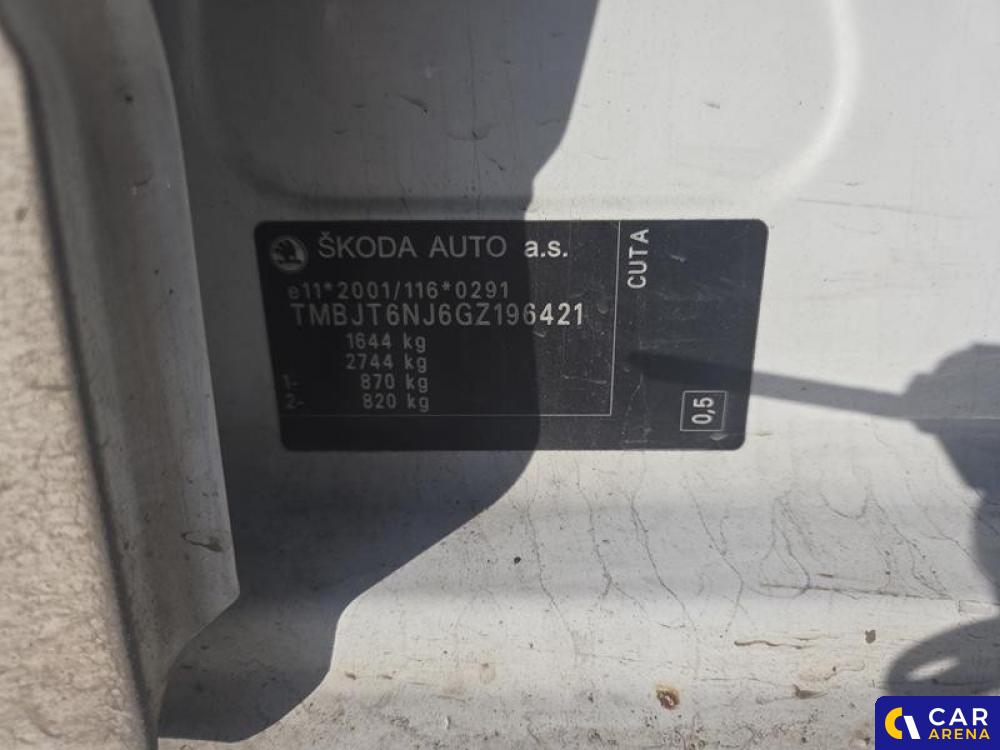 ŠKODA AUTO a.s.
e11*2001/116*0291
TMBJT6NJ6GZ196421
1644 kg
2744 kg
1- 870 kg
2- 820 kg
CUTA
0,5
CAR
ARENA